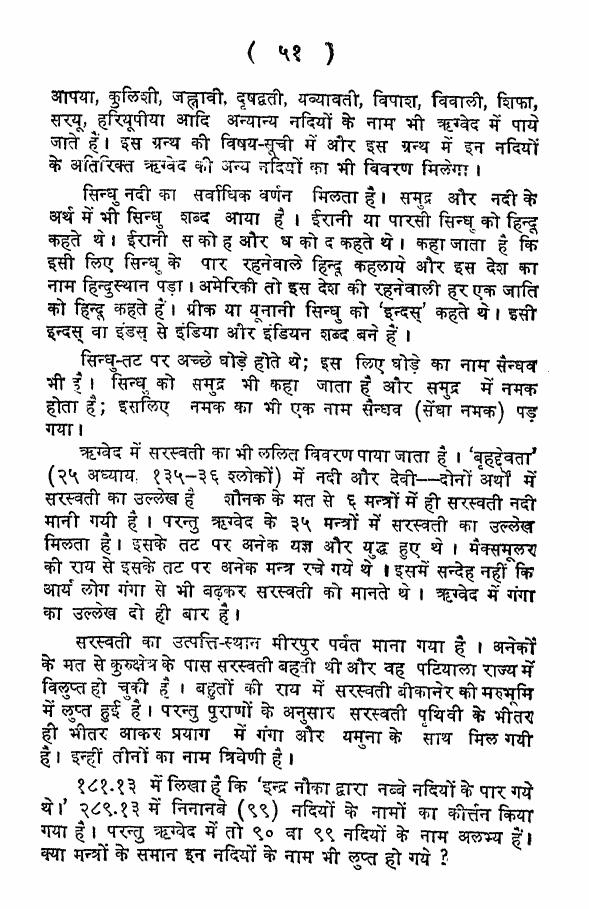 ( ५१ )
आपया, कुलिशी, जह्नावी, दृषद्वती, यव्यावती, विपाश, विवाली, शिफा,
सरयू, हरियूपीया आदि अन्यान्य नदियों के नाम भी ऋग्वेद में पाये
जाते हैं। इस ग्रन्थ की विषय-सूची में और इस ग्रन्थ में इन नदियों
के अतिरिक्त ऋग्वेद की अन्य नदियों का भी विवरण मिलेगा।
सिन्धु नदी का सर्वाधिक वर्णन मिलता है। समुद्र और नदी के
अर्थ में भी सिन्धु शब्द आया है। ईरानी या पारसी सिन्धु को हिन्दू
कहते थे। ईरानी स को ह और ध को द कहते थे। कहा जाता है कि
इसी लिए सिन्धु के पार रहनेवाले हिन्दू कहलाये और इस देश का
नाम हिन्दुस्थान पड़ा। अमेरिकी तो इस देश की रहनेवाली हर एक जाति
को हिन्दू कहते हैं। ग्रीक या यूनानी सिन्धु को 'इन्दस्' कहते थे। इसी
इन्दस् वा इंडस् से इंडिया और इंडियन शब्द बने हैं।
सिन्धु-तट पर अच्छे घोड़े होते थे; इस लिए घोड़े का नाम सैन्धव
भी है। सिन्धु को समुद्र भी कहा जाता है और समुद्र में नमक
होता है; इसलिए नमक का भी एक नाम सैन्धव (सेंधा नमक) पड़
गया।
ऋग्वेद में सरस्वती का भी ललित विवरण पाया जाता है। 'बृहद्देवता'
(२५ अध्याय, १३५–३६ श्लोकों) में नदी और देवी—दोनों अर्थों में
सरस्वती का उल्लेख है शौनक के मत से ६ मन्त्रों में ही सरस्वती नदी
मानी गयी है। परन्तु ऋग्वेद के ३५ मन्त्रों में सरस्वती का उल्लेख
मिलता है। इसके तट पर अनेक यज्ञ और युद्ध हुए थे। मैक्समूलर
की राय से इसके तट पर अनेक मन्त्र रचे गये थे। इसमें सन्देह नहीं कि
आर्य लोग गंगा से भी बढ़कर सरस्वती को मानते थे। ऋग्वेद में गंगा
का उल्लेख दो ही बार है।
सरस्वती का उत्पत्ति-स्थान मीरपुर पर्वत माना गया है। अनेकों
के मत से कुरुक्षेत्र के पास सरस्वती बहती थी और वह पटियाला राज्य में
विलुप्त हो चुकी है। बहुतों की राय में सरस्वती बीकानेर की मरुभूमि
में लुप्त हुई है। परन्तु पुराणों के अनुसार सरस्वती पृथिवी के भीतर
ही भीतर आकर प्रयाग में गंगा और यमुना के साथ मिल गयी
है। इन्हीं तीनों का नाम त्रिवेणी है।
१८१.१३ में लिखा है कि 'इन्द्र नौका द्वारा नब्बे नदियों के पार गये
थे।' २८९.१३ में निनानबे (९९) नदियों के नामों का कीर्त्तन किया
गया है। परन्तु ऋग्वेद में तो ९० वा ९९ नदियों के नाम अलभ्य हैं।
क्या मन्त्रों के समान इन नदियों के नाम भी लुप्त हो गये ?